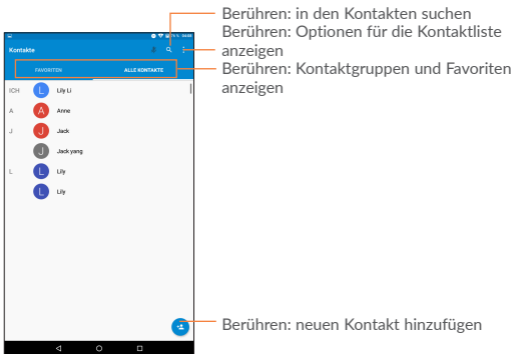 Berühren: in den Kontakten suchen
Berühren: Optionen für die Kontaktliste
anzeigen
Berühren: Kontaktgruppen und Favoriten
anzeigen
Kontakte
FAVORITEN ALLE KONTAKTE
ICH L Lily Li
A A Anne
J J Jack
J Jack yang
L L Lily
L Lily
Berühren: neuen Kontakt hinzufügen